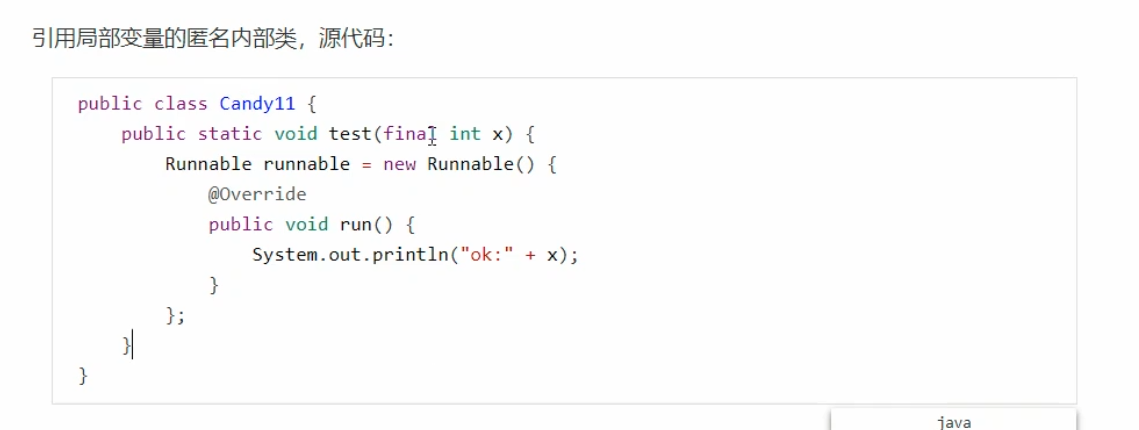 引用局部变量的匿名内部类，源代码：
public class Candy11 {
    public static void test(final int x) {
        Runnable runnable = new Runnable() {
            @Override
            public void run() {
                System.out.println("ok:" + x);
            }
        };
    }
}
java